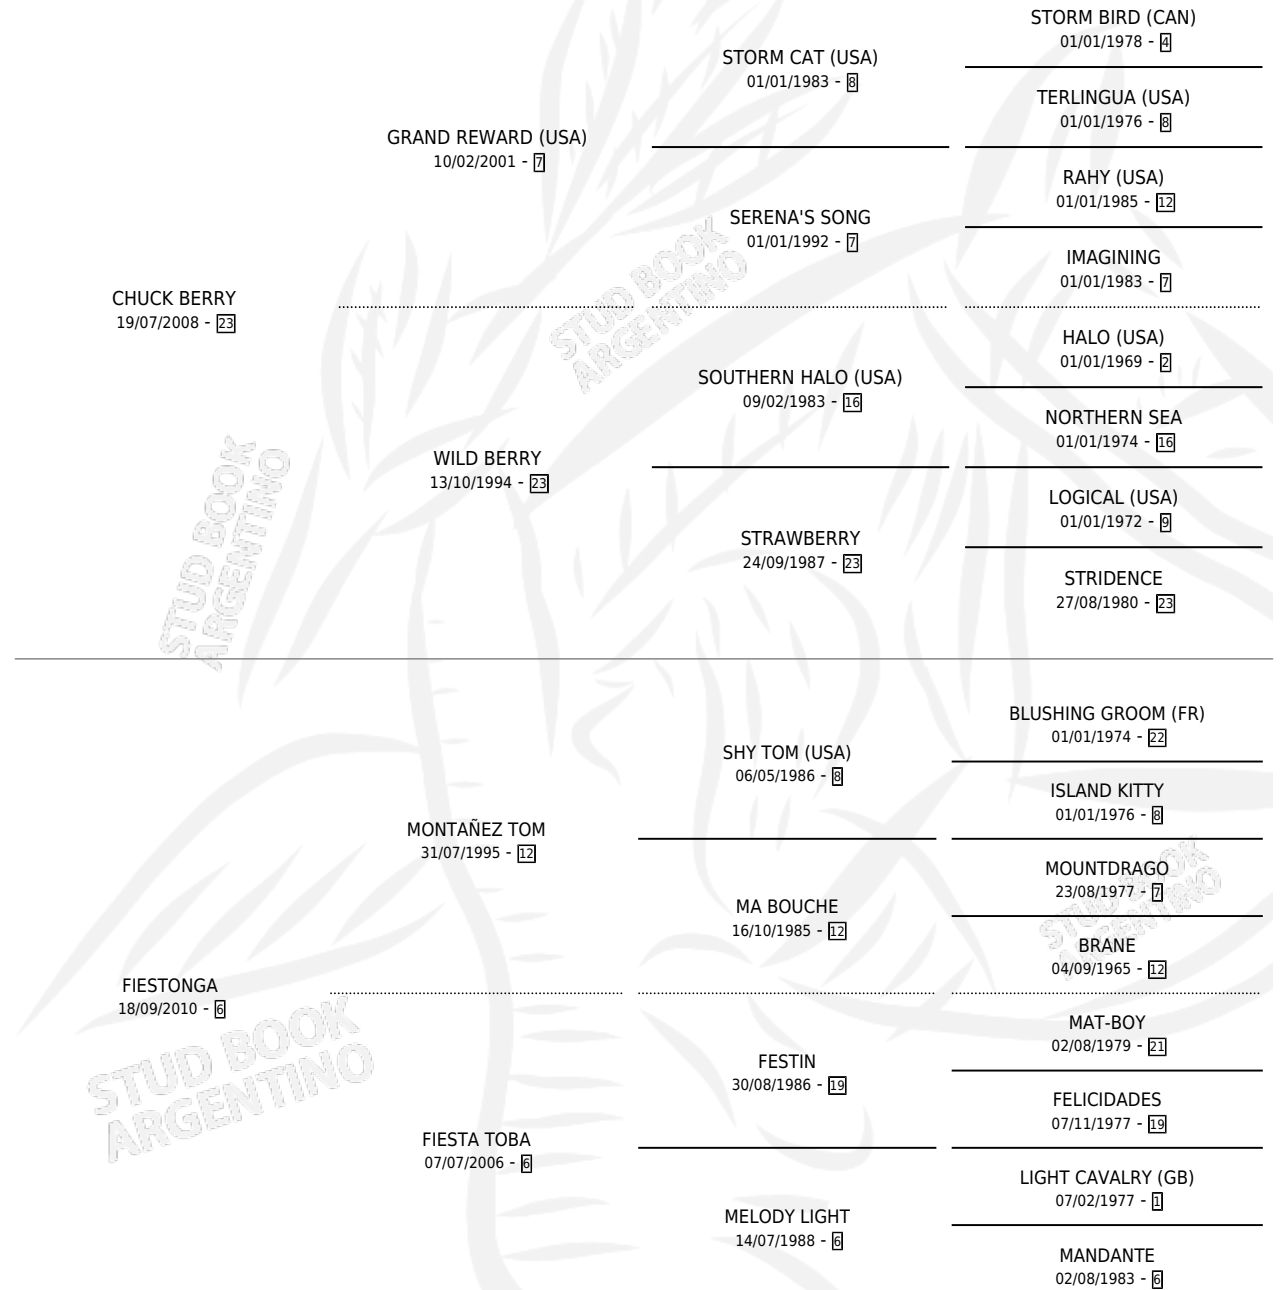 STORM BIRD (CAN)
01/01/1978 - 4
STORM CAT (USA)
01/01/1983 - 8
TERLINGUA (USA)
01/01/1976 - 8
GRAND REWARD (USA)
10/02/2001 - 7
RAHY (USA)
01/01/1985 - 12
SERENA'S SONG
01/01/1992 - 7
IMAGINING
01/01/1983 - 7
CHUCK BERRY
19/07/2008 - 23
HALO (USA)
01/01/1969 - 2
SOUTHERN HALO (USA)
09/02/1983 - 16
NORTHERN SEA
01/01/1974 - 16
WILD BERRY
13/10/1994 - 23
LOGICAL (USA)
01/01/1972 - 9
STRAWBERRY
24/09/1987 - 23
STRIDENCE
27/08/1980 - 23
STUD BOOK
ARGENTINO
STUD BOOK
ARGENTINO
BLUSHING GROOM (FR)
01/01/1974 - 22
SHY TOM (USA)
06/05/1986 - 8
ISLAND KITTY
01/01/1976 - 8
MONTAÑEZ TOM
31/07/1995 - 12
MOUNTDRAGO
23/08/1977 - 7
MA BOUCHE
16/10/1985 - 12
BRANE
04/09/1965 - 12
FIESTONGA
18/09/2010 - 6
MAT-BOY
02/08/1979 - 21
FESTIN
30/08/1986 - 19
FELICIDADES
07/11/1977 - 19
FIESTA TOBA
07/07/2006 - 6
LIGHT CAVALRY (GB)
07/02/1977 - 1
MELODY LIGHT
14/07/1988 - 6
MANDANTE
02/08/1983 - 6
STUD BOOK
ARGENTINO
STUD BOOK
ARGENTINO